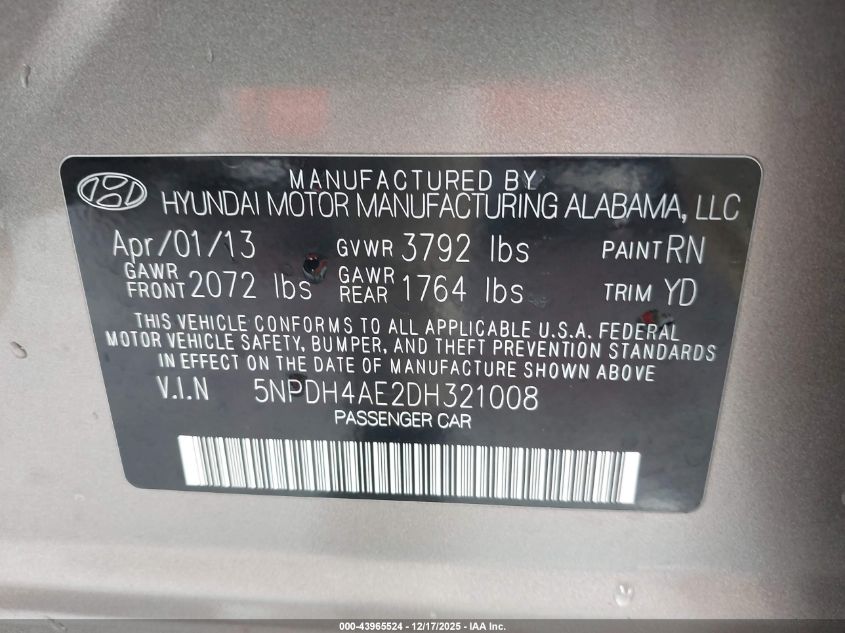 MANUFACTURED BY
HYUNDAI MOTOR MANUFACTURING ALABAMA, LLC
Apr/01/13 GVWR 3792 lbs PAINT RN
GAWR FRONT 2072 lbs GAWR REAR 1764 lbs TRIM YD
THIS VEHICLE CONFORMS TO ALL APPLICABLE U.S.A. FEDERAL
MOTOR VEHICLE SAFETY, BUMPER, AND THEFT PREVENTION STANDARDS
IN EFFECT ON THE DATE OF MANUFACTURE SHOWN ABOVE
V.I.N 5NPDH4AE2DH321008
PASSENGER CAR
000-43965524 - 12/17/2025 - IAA Inc.